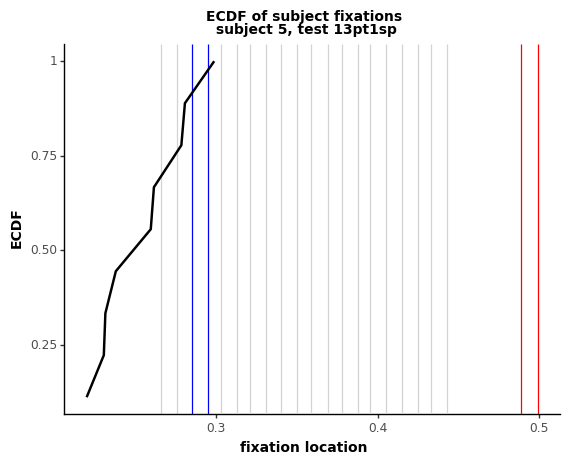 ECDF of subject fixations
subject 5, test 13pt1sp
1
0.75
0.50
0.25
ECDF
0.3
0.4
0.5
fixation location